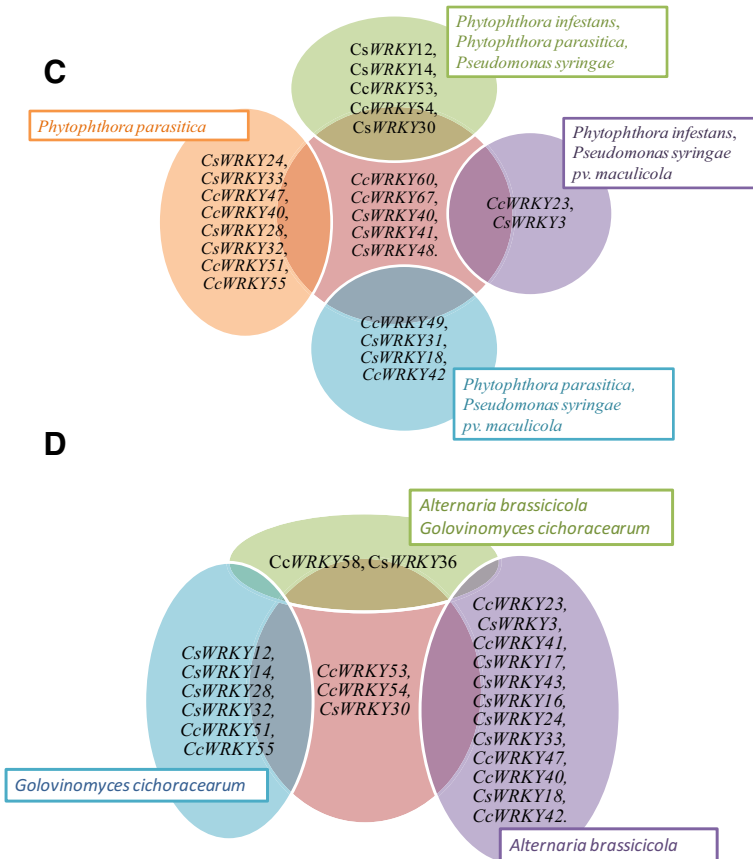 C
Phytophthora infestans,
Phytophthora parasitica,
Pseudomonas syringae
CsWRKY12,
CsWRKY14,
CcWRKY53,
CcWRKY54,
CsWRKY30
Phytophthora parasitica
CsWRKY24,
CsWRKY33,
CcWRKY47,
CcWRKY40,
CsWRKY28,
CsWRKY32,
CcWRKY51,
CcWRKY55
CcWRKY60,
CcWRKY67,
CsWRKY40,
CsWRKY41,
CsWRKY48.
Phytophthora infestans,
Pseudomonas syringae
pv. maculicola
CcWRKY23,
CsWRKY3
CcWRKY49,
CsWRKY31,
CsWRKY18,
CcWRKY42
Phytophthora parasitica,
Pseudomonas syringae
pv. maculicola
D
Alternaria brassicicola
Golovinomyces cichoracearum
CcWRKY58, CsWRKY36
CsWRKY12,
CsWRKY14,
CsWRKY28,
CsWRKY32,
CcWRKY51,
CcWRKY55
Golovinomyces cichoracearum
CcWRKY53,
CcWRKY54,
CsWRKY30
CcWRKY23,
CsWRKY3,
CcWRKY41,
CsWRKY17,
CsWRKY43,
CsWRKY16,
CsWRKY24,
CsWRKY33,
CcWRKY47,
CcWRKY40,
CsWRKY18,
CcWRKY42.
Alternaria brassicicola